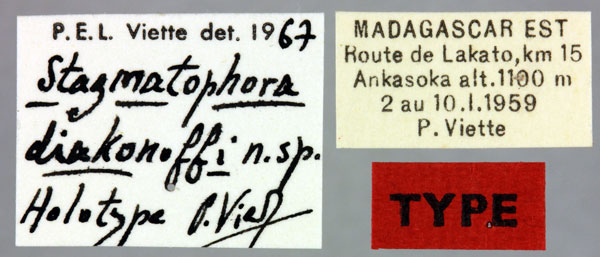 P.E.L. Viette det. 1967
Stagmatophora
diakonoffi n.sp.
Holotype P. Viette
MADAGASCAR EST
Route de Lakato, km 15
Ankasoka alt. 1100 m
2 au 10.I.1959
P. Viette
TYPE